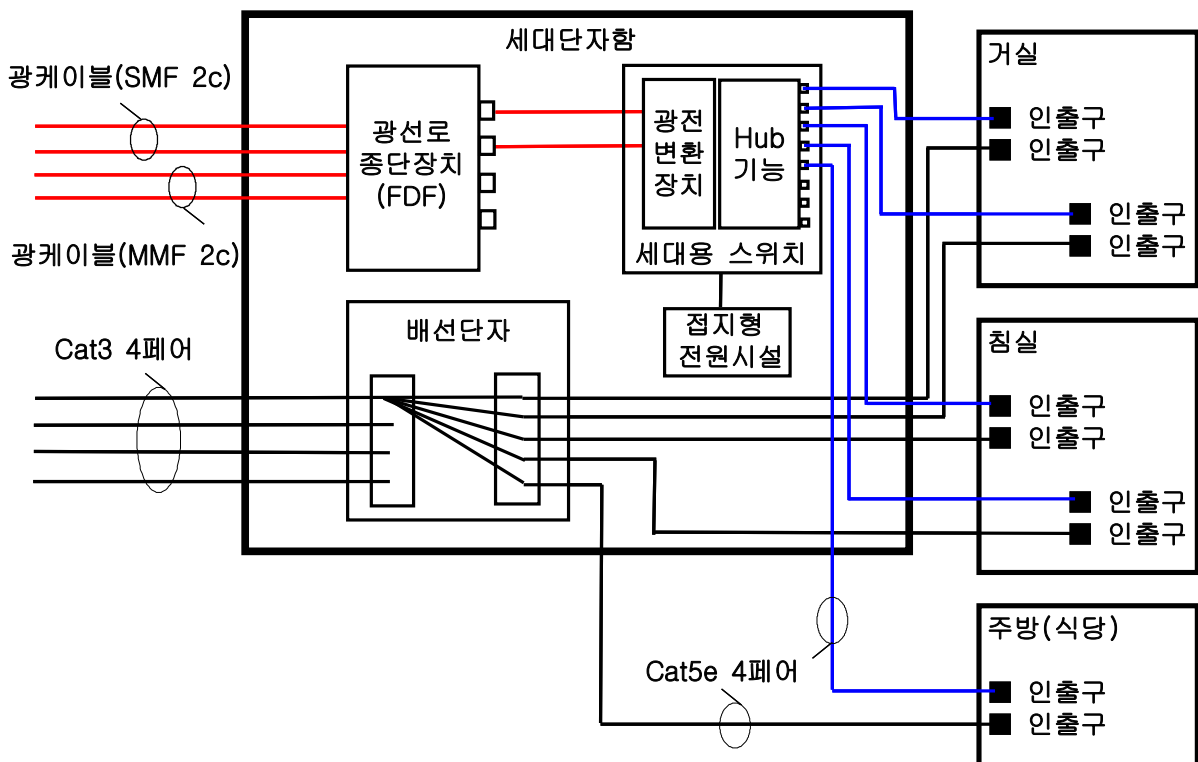 세대단자함
광케이블(SMF 2c)
광케이블(MMF 2c)
광선로
종단장치
(FDF)
광전
변환
장치
Hub
기능
세대용 스위치
접지형
전원시설
배선단자
Cat3 4페어
Cat5e 4페어
거실
인출구
인출구
인출구
인출구
침실
인출구
인출구
인출구
인출구
주방(식당)
인출구
인출구